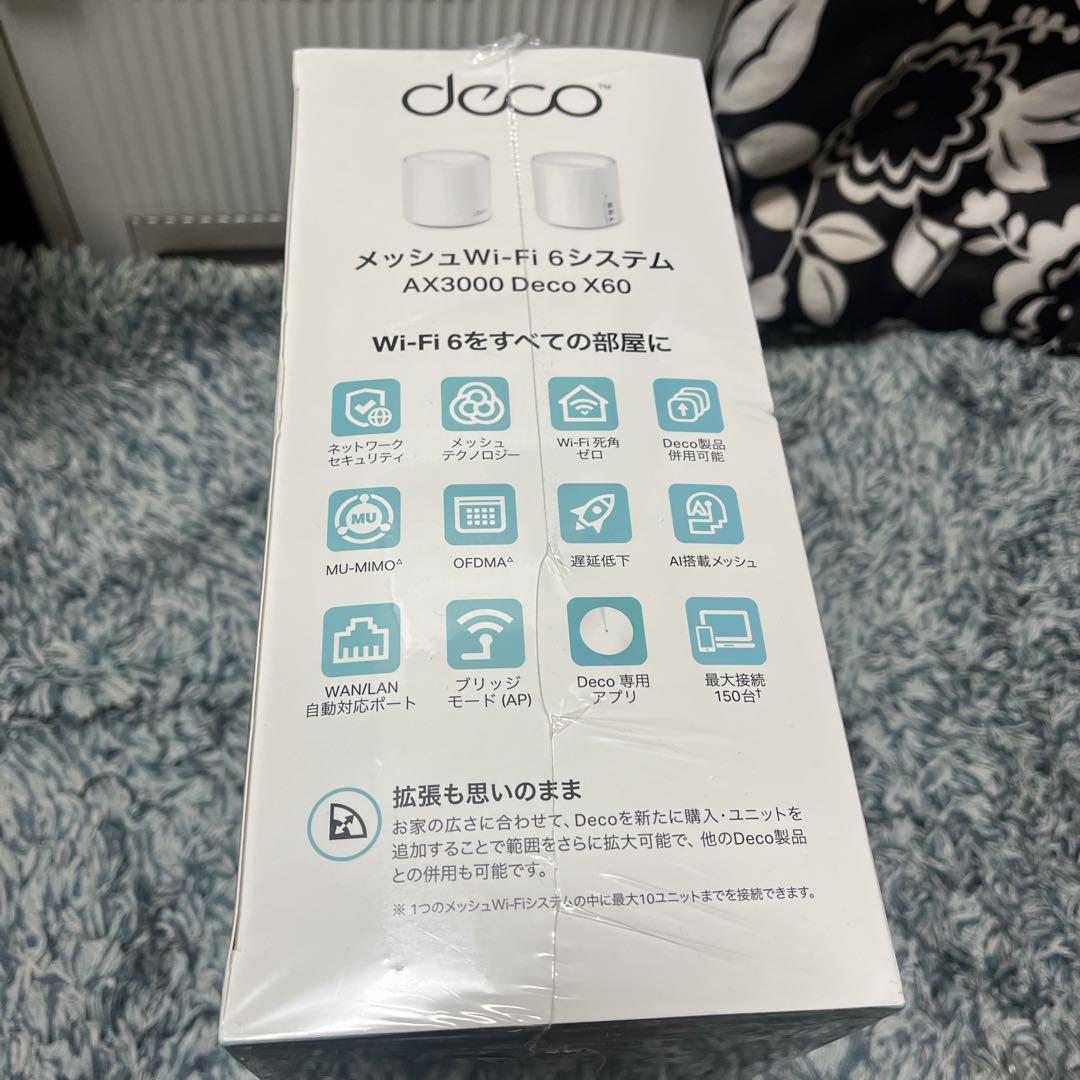 deco™
メッシュWi-Fi 6システム
AX3000 Deco X60
Wi-Fi 6をすべての部屋に
ネットワーク
セキュリティ
メッシュ
テクノロジー
Wi-Fi 死角
ゼロ
Deco製品
併用可能
MU
MU-MIMO△
OFDMA△
遅延低下
AI
AI搭載メッシュ
WAN/LAN
自動対応ポート
ブリッジ
モード (AP)
Deco 専用
アプリ
最大接続
150台†
拡張も思いのまま
お家の広さに合わせて、Decoを新たに購入・ユニットを
追加することで範囲をさらに拡大可能で、他のDeco製品
との併用も可能です。
※ 1つのメッシュWi-Fiシステムの中に最大10ユニットまでを接続できます。